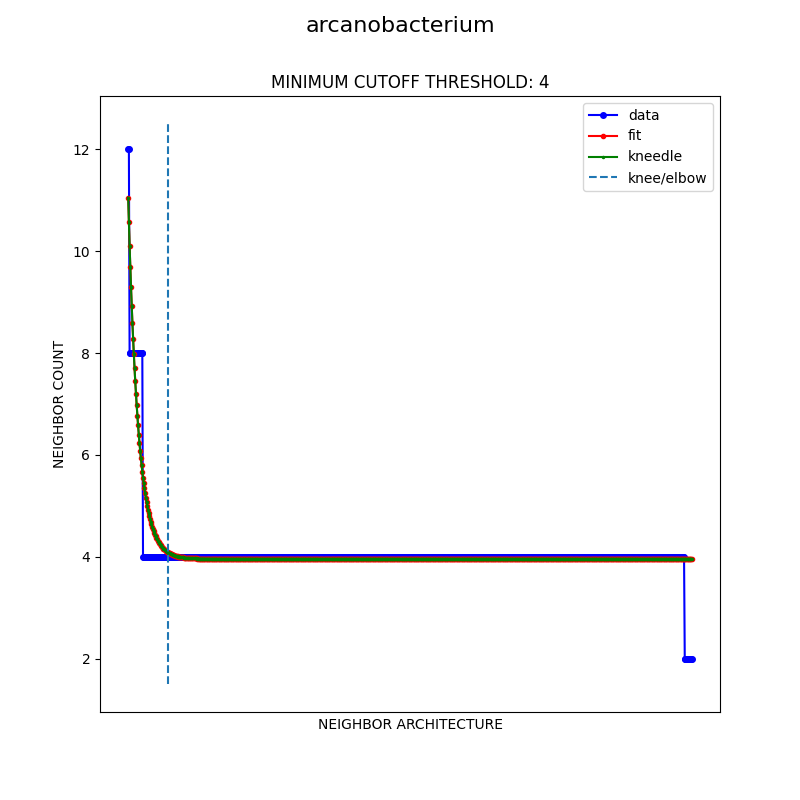 arcanobacterium
MINIMUM CUTOFF THRESHOLD: 4
data
fit
kneedle
knee/elbow
12
10
8
6
4
2
NEIGHBOR COUNT
NEIGHBOR ARCHITECTURE